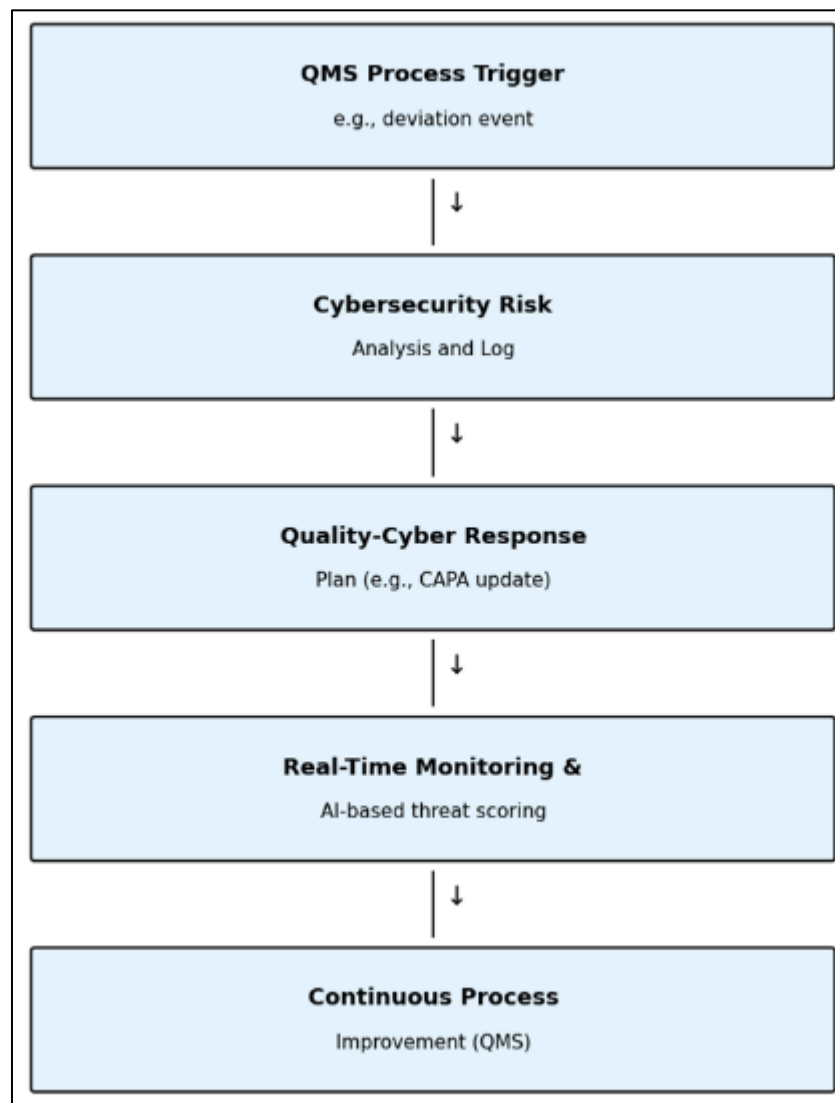 QMS Process Trigger
e.g., deviation event
↓
Cybersecurity Risk
Analysis and Log
↓
Quality-Cyber Response
Plan (e.g., CAPA update)
↓
Real-Time Monitoring &
AI-based threat scoring
↓
Continuous Process
Improvement (QMS)